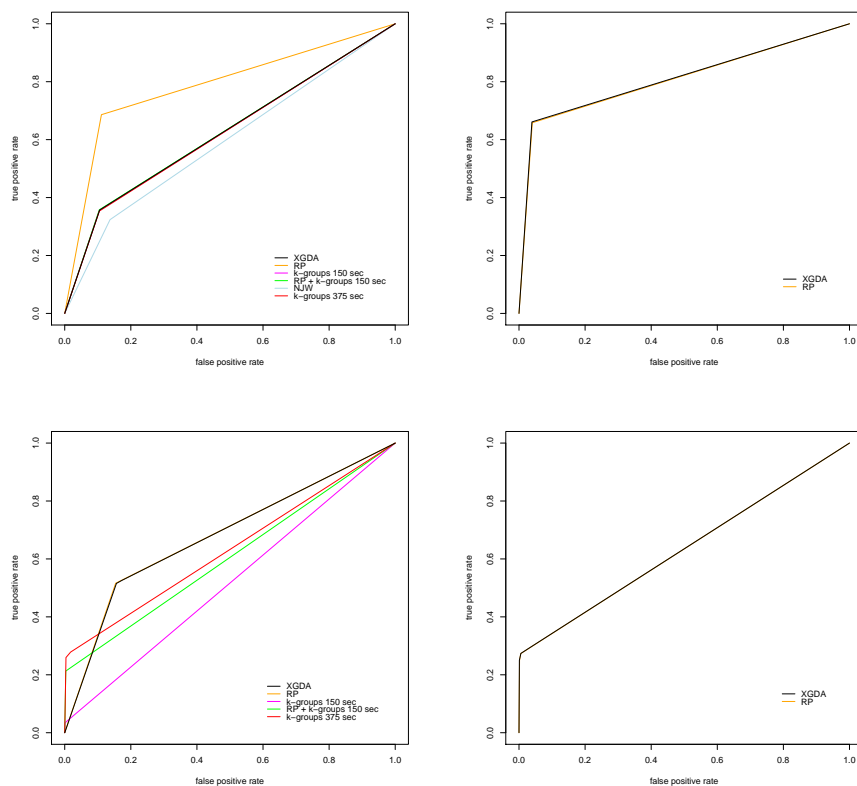 true positive rate
0.0 0.2 0.4 0.6 0.8 1.0
XGDA
RP
k-groups 150 sec
RP + k-groups 150 sec
NJW
k-groups 375 sec
0.0 0.2 0.4 0.6 0.8 1.0
false positive rate
true positive rate
0.0 0.2 0.4 0.6 0.8 1.0
XGDA
RP
0.0 0.2 0.4 0.6 0.8 1.0
false positive rate
true positive rate
0.0 0.2 0.4 0.6 0.8 1.0
XGDA
RP
k-groups 150 sec
RP + k-groups 150 sec
k-groups 375 sec
0.0 0.2 0.4 0.6 0.8 1.0
false positive rate
true positive rate
0.0 0.2 0.4 0.6 0.8 1.0
XGDA
RP
0.0 0.2 0.4 0.6 0.8 1.0
false positive rate